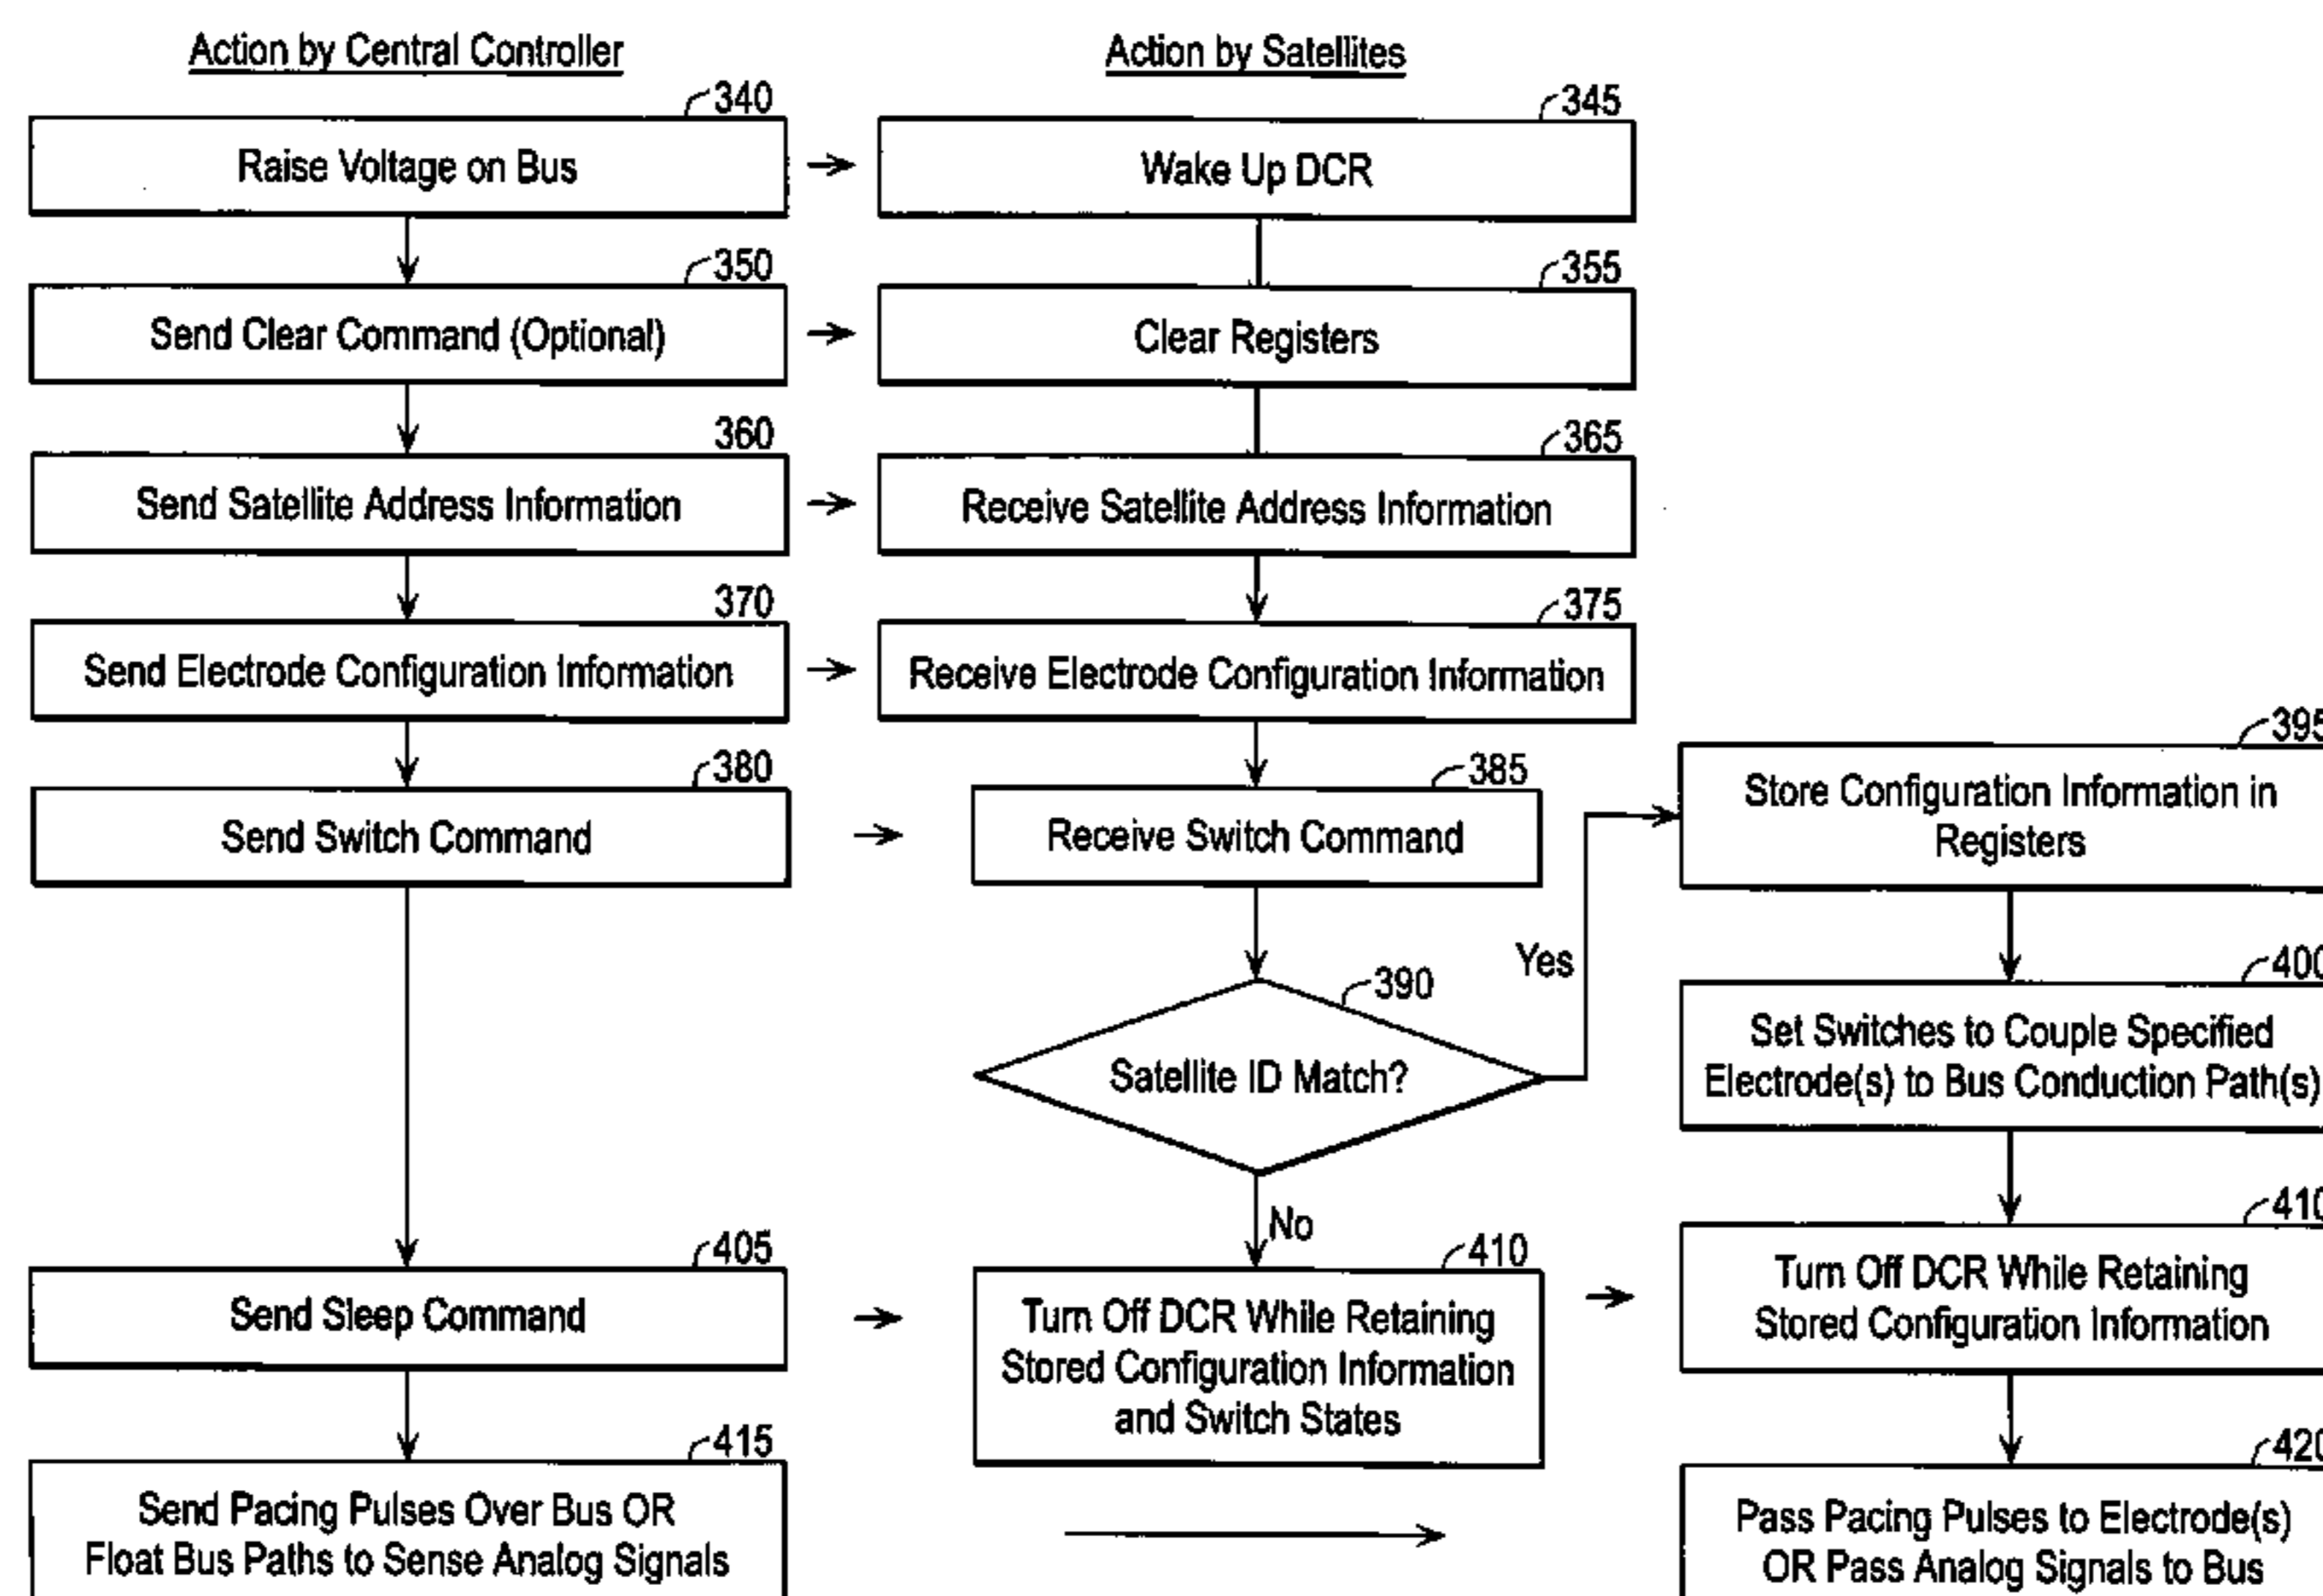 Action by Central Controller
Action by Satellites
340
345
Raise Voltage on Bus
Wake Up DCR
350
355
Send Clear Command (Optional)
Clear Registers
360
365
Send Satellite Address Information
Receive Satellite Address Information
370
375
Send Electrode Configuration Information
Receive Electrode Configuration Information
380
385
395
Send Switch Command
Receive Switch Command
Store Configuration Information in
Registers
390
Yes
Satellite ID Match?
No
400
Set Switches to Couple Specified
Electrode(s) to Bus Conduction Path(s)
405
410
410
Send Sleep Command
Turn Off DCR While Retaining
Stored Configuration Information
and Switch States
Turn Off DCR While Retaining
Stored Configuration Information
415
420
Send Pacing Pulses Over Bus OR
Float Bus Paths to Sense Analog Signals
Pass Pacing Pulses to Electrode(s)
OR Pass Analog Signals to Bus